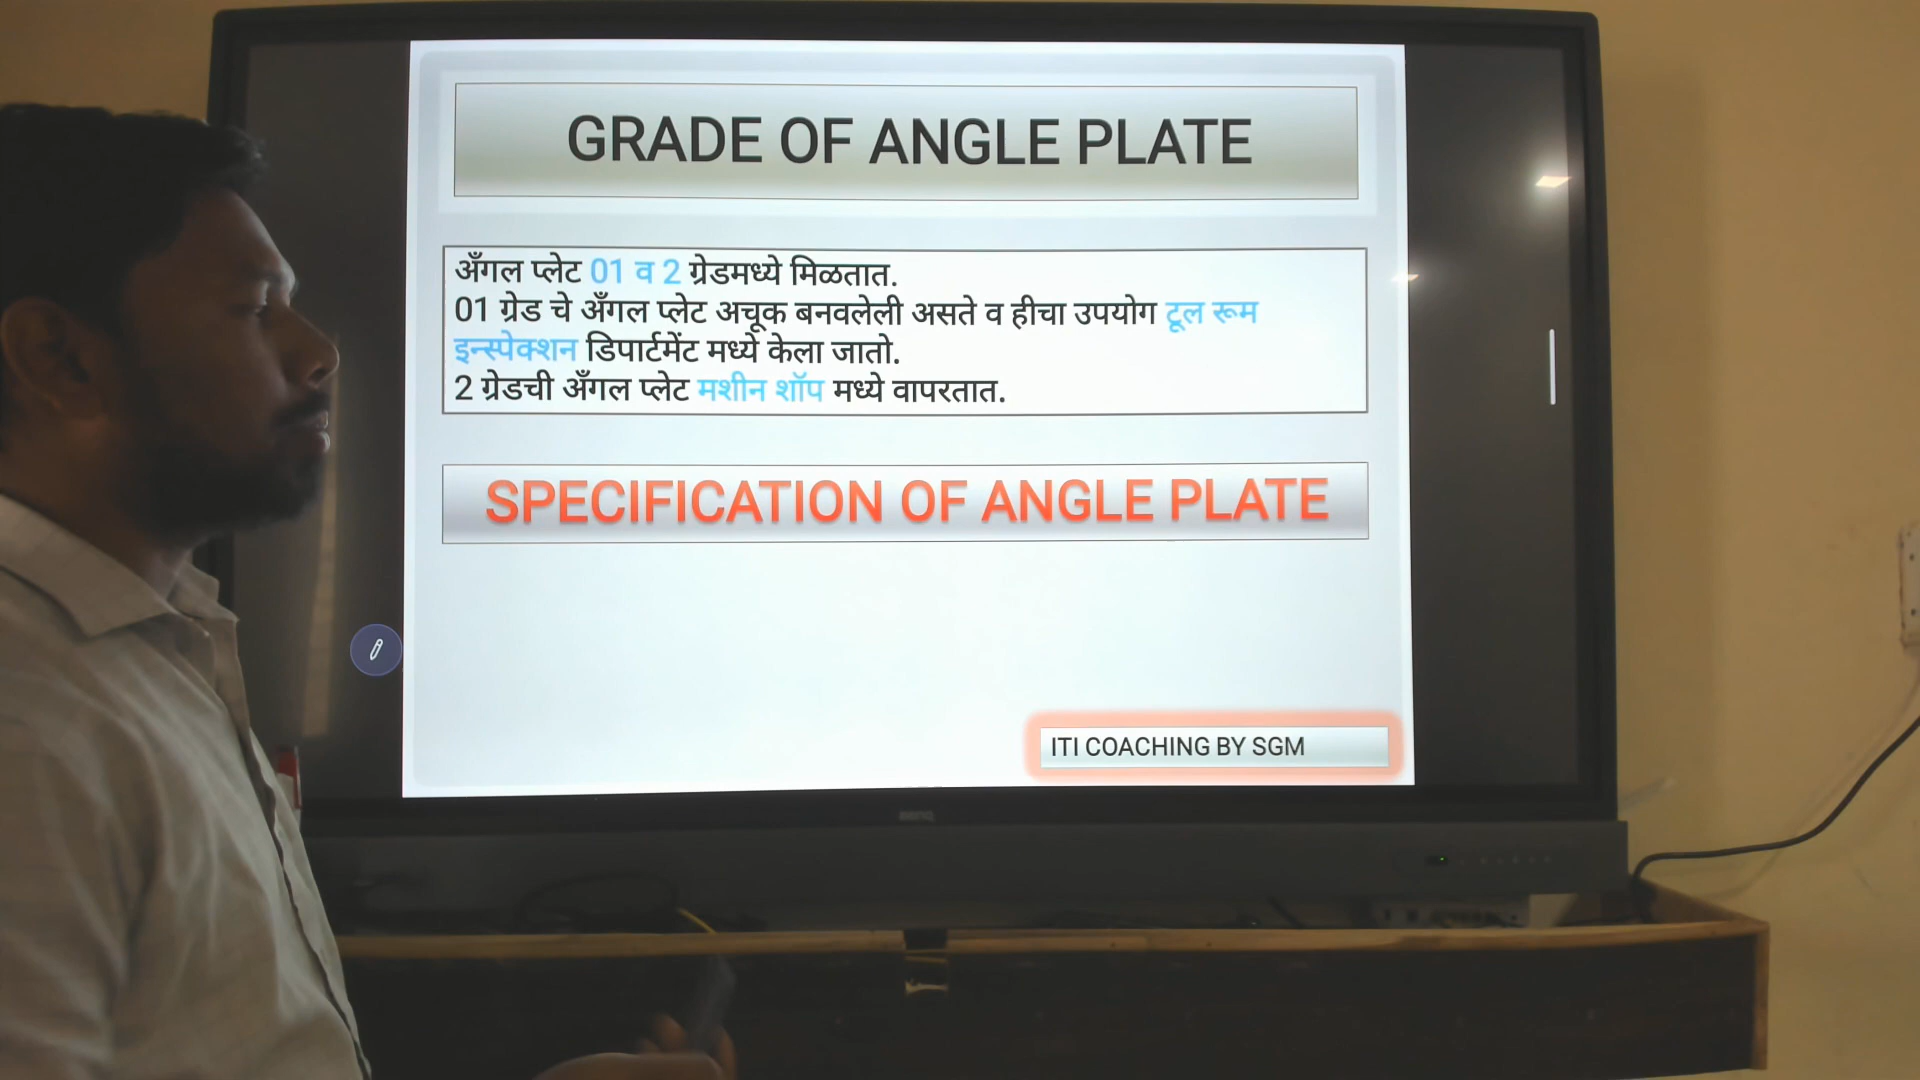 GRADE OF ANGLE PLATE
अँगल प्लेट 01 व 2 ग्रेडमध्ये मिळतात.
01 ग्रेड चे अँगल प्लेट अचूक बनवलेली असते व हीचा उपयोग टूल रूम
इन्स्पेक्शन डिपार्टमेंट मध्ये केला जातो.
2 ग्रेडची अँगल प्लेट मशीन शॉप मध्ये वापरतात.
SPECIFICATION OF ANGLE PLATE
ITI COACHING BY SGM